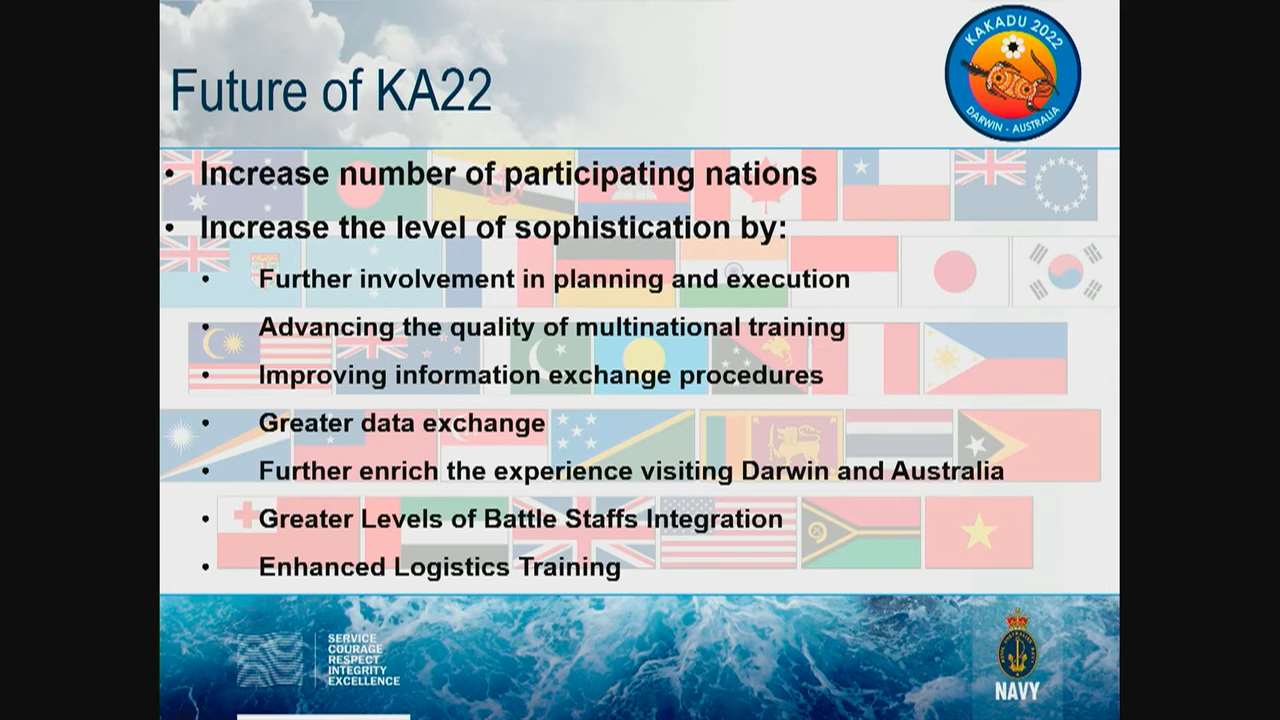 Future of KA22
KAKADU 2022
DARWIN - AUSTRALIA
• Increase number of participating nations
• Increase the level of sophistication by:
• Further involvement in planning and execution
• Advancing the quality of multinational training
• Improving information exchange procedures
• Greater data exchange
• Further enrich the experience visiting Darwin and Australia
• Greater Levels of Battle Staffs Integration
• Enhanced Logistics Training
SERVICE
COURAGE
RESPECT
INTEGRITY
EXCELLENCE
NAVY